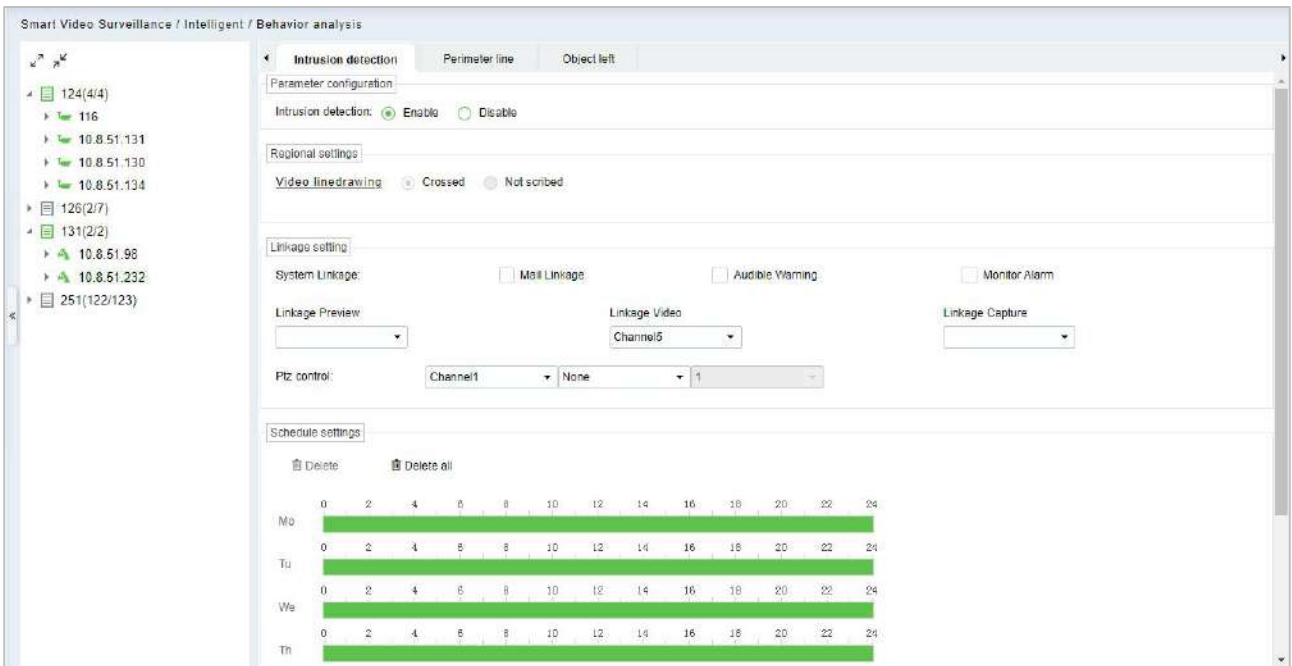 Smart Video Surveillance / Intelligent / Behavior analysis
124(4/4)
116
10.8.51.131
10.8.51.130
10.8.51.134
126(2/7)
131(2/2)
10.8.51.98
10.8.51.232
251(122/123)
«
Intrusion detection Perimeter line Object left
Parameter configuration
Intrusion detection: Enable Disable
Regional settings
Video linedrawing Crossed Not scribed
Linkage setting
System Linkage: Mail Linkage Audible Warning Monitor Alarm
Linkage Preview Linkage Video Linkage Capture
Channel5
Ptz control: Channel1 None 1
Schedule settings
Delete Delete all
0 2 4 6 8 10 12 14 16 18 20 22 24
Mo
0 2 4 6 8 10 12 14 16 18 20 22 24
Tu
0 2 4 6 8 10 12 14 16 18 20 22 24
We
0 2 4 6 8 10 12 14 16 18 20 22 24
Th